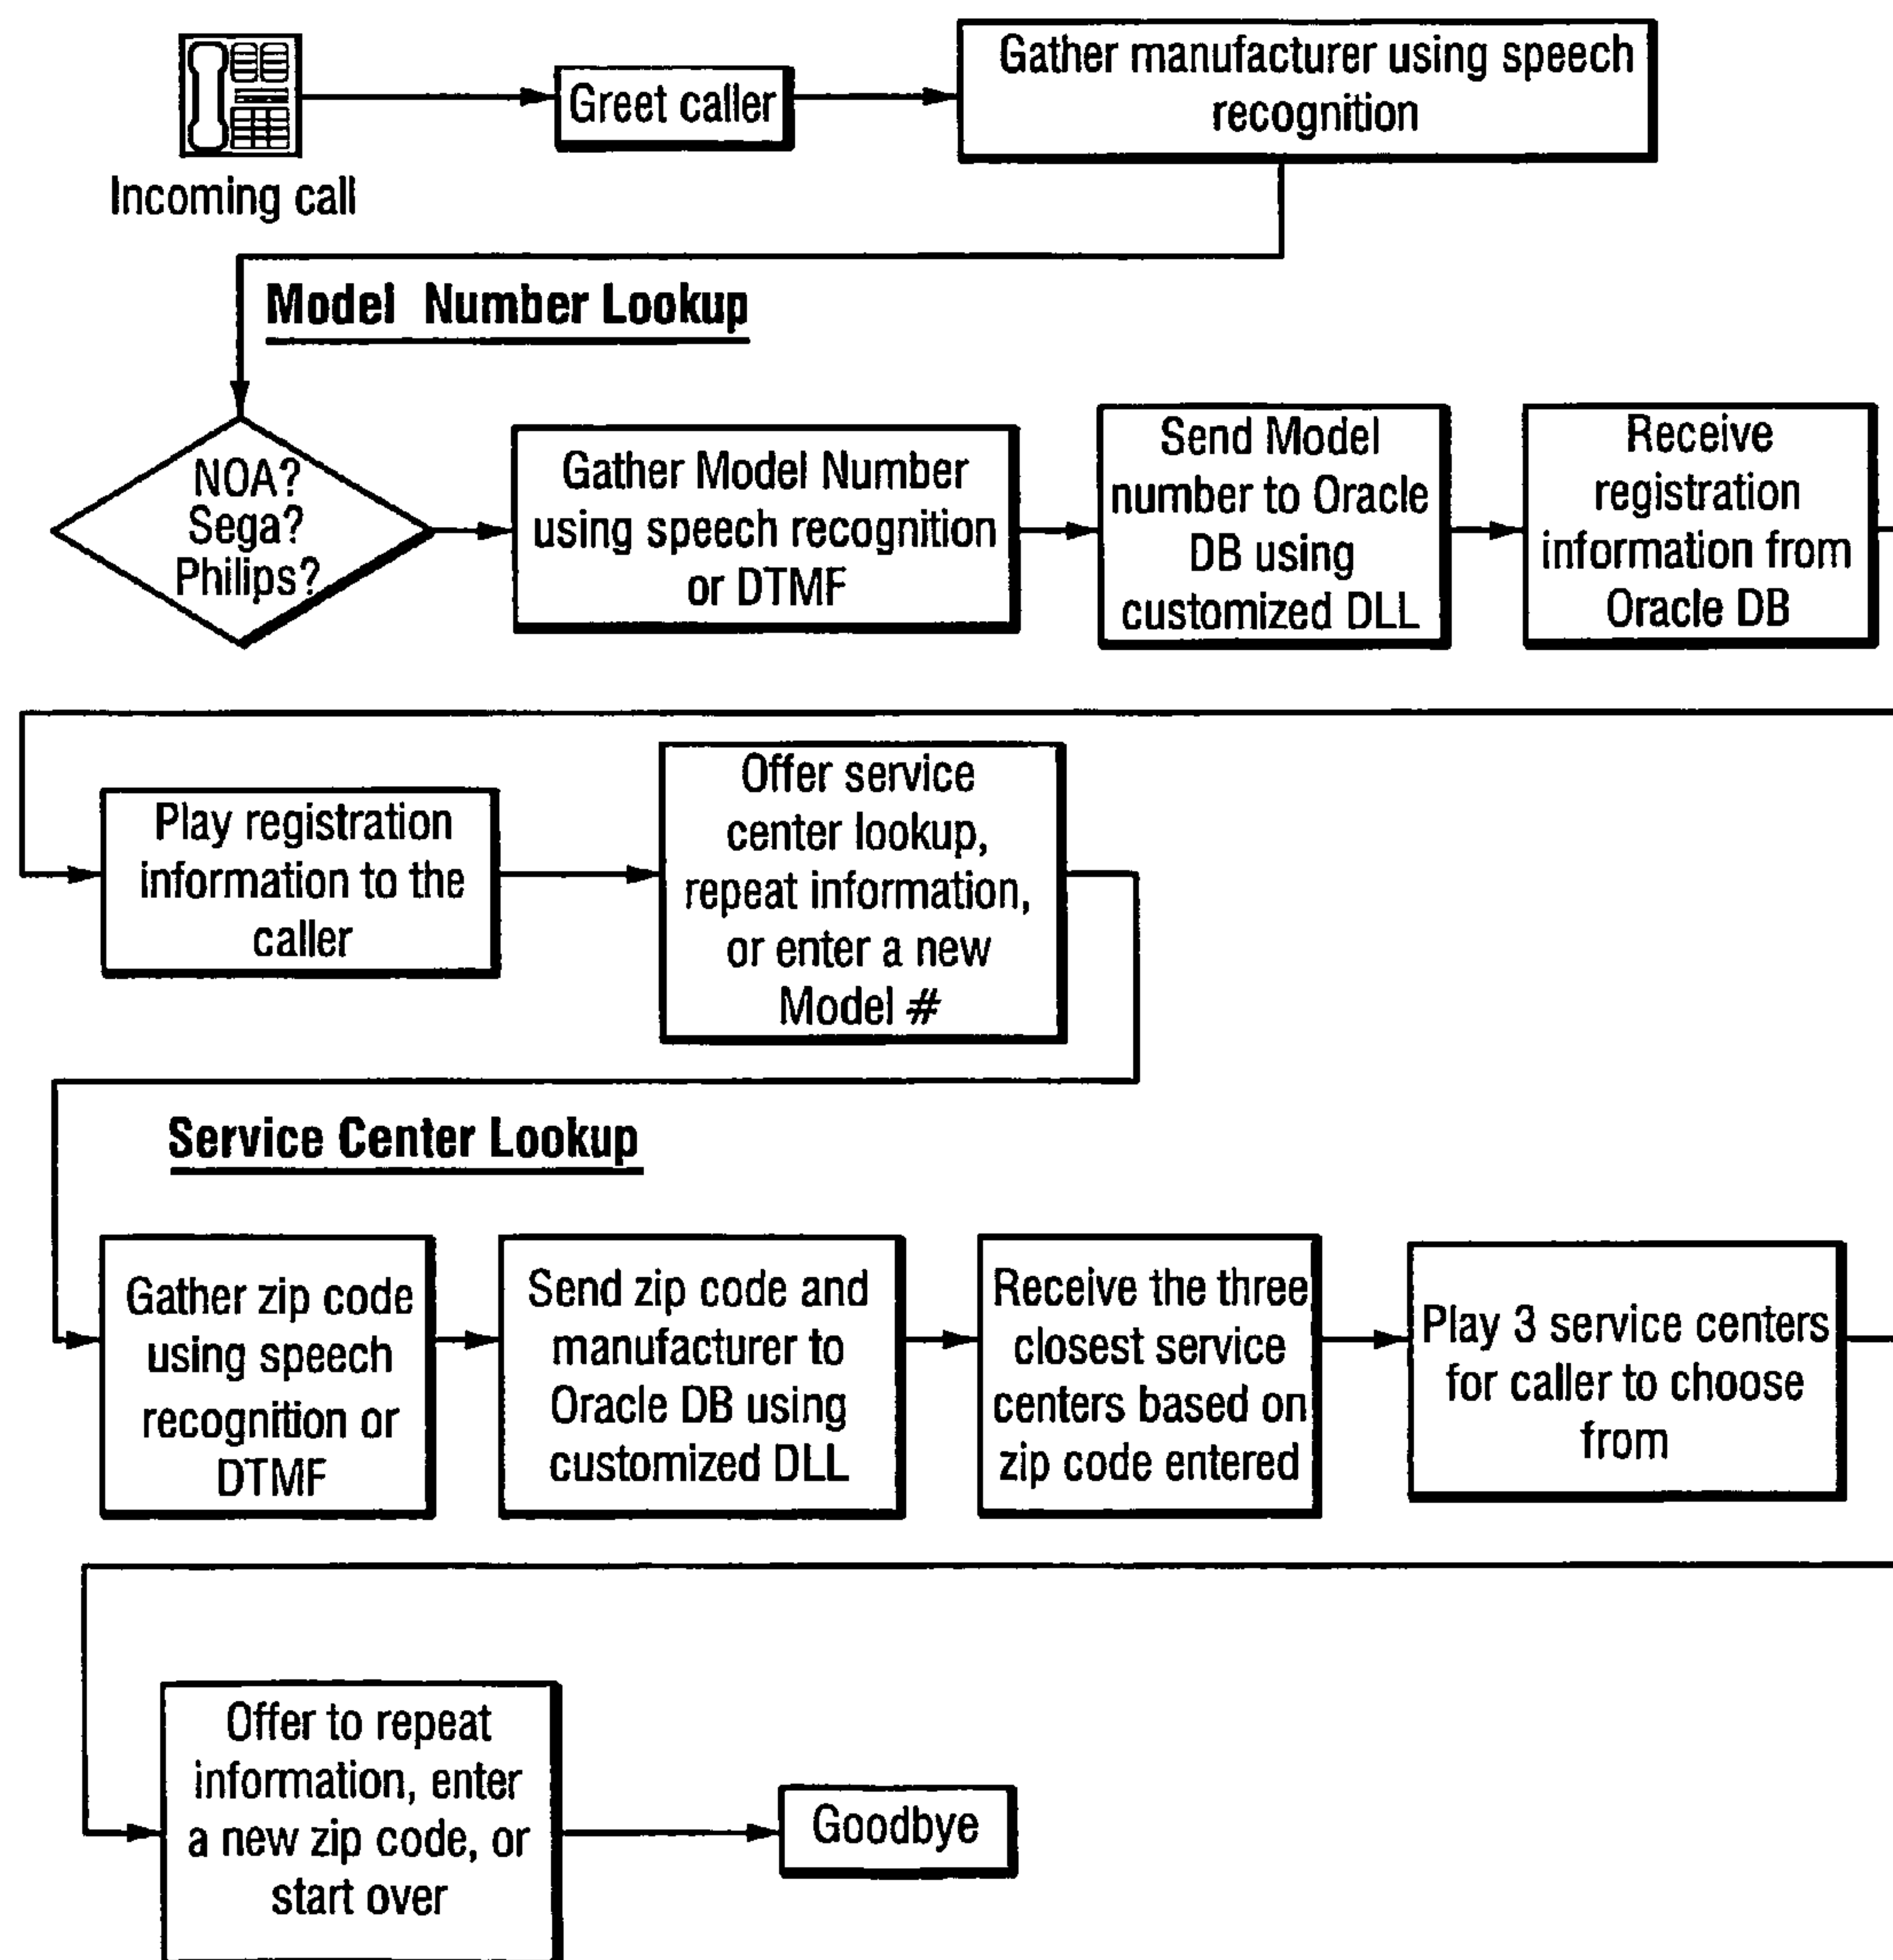 Gather manufacturer using speech
recognition
Greet caller
Incoming call
Model Number Lookup
NOA?
Sega?
Philips?
Gather Model Number
using speech recognition
or DTMF
Send Model
number to Oracle
DB using
customized DLL
Receive
registration
information from
Oracle DB
Play registration
information to the
caller
Offer service
center lookup,
repeat information,
or enter a new
Model #
Service Center Lookup
Gather zip code
using speech
recognition or
DTMF
Send zip code and
manufacturer to
Oracle DB using
customized DLL
Receive the three
closest service
centers based on
zip code entered
Play 3 service centers
for caller to choose
from
Offer to repeat
information, enter
a new zip code, or
start over
Goodbye